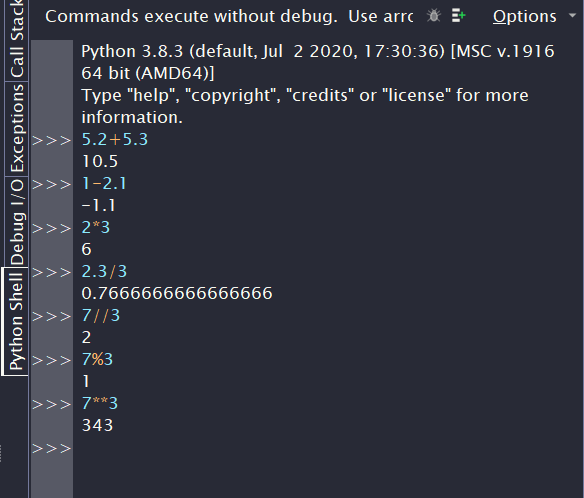 Commands execute without debug.  Use arrc
Options
Call Stack
Exceptions
Debug I/O
Python Shell
Python 3.8.3 (default, Jul  2 2020, 17:30:36) [MSC v.1916
64 bit (AMD64)]
Type "help", "copyright", "credits" or "license" for more
information.
>>> 5.2+5.3
10.5
>>> 1-2.1
-1.1
>>> 2*3
6
>>> 2.3/3
0.7666666666666666
>>> 7//3
2
>>> 7%3
1
>>> 7**3
343
>>>